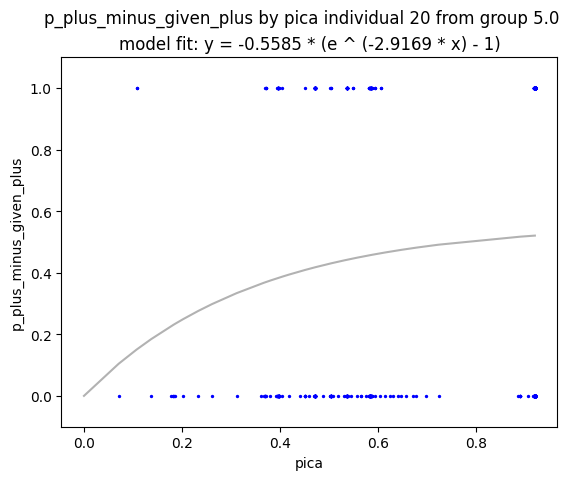 p_plus_minus_given_plus by pica individual 20 from group 5.0
model fit: y = -0.5585 * (e ^ (-2.9169 * x) - 1)
1.0
0.8
0.6
0.4
0.2
0.0
p_plus_minus_given_plus
0.0 0.2 0.4 0.6 0.8
pica